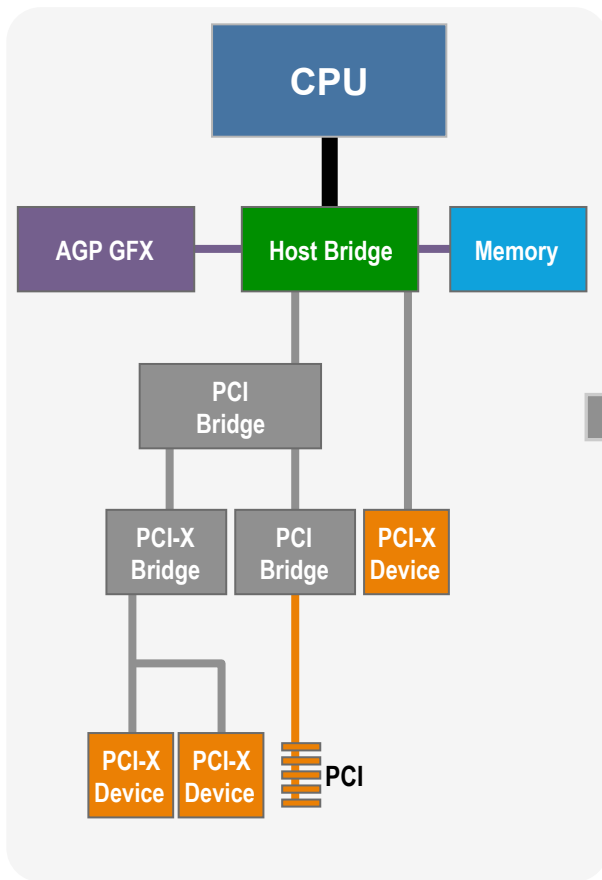 CPU
AGP GFX
Host Bridge
Memory
PCI
Bridge
PCI-X
Bridge
PCI
Bridge
PCI-X
Device
PCI-X
Device
PCI-X
Device
PCI